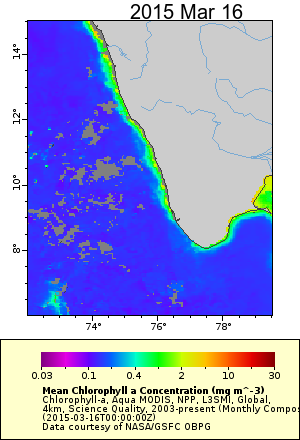 2015 Mar 16
14°
12°
10°
8°
74° 76° 78°
0.03 0.1 0.4 2 10 30
Mean Chlorophyll a Concentration (mg m^-3)
Chlorophyll-a, Aqua MODIS, NPP, L3SMI, Global,
4km, Science Quality, 2003-present (Monthly Compos
(2015-03-16T00:00:00Z)
Data courtesy of NASA/GSFC OBPG